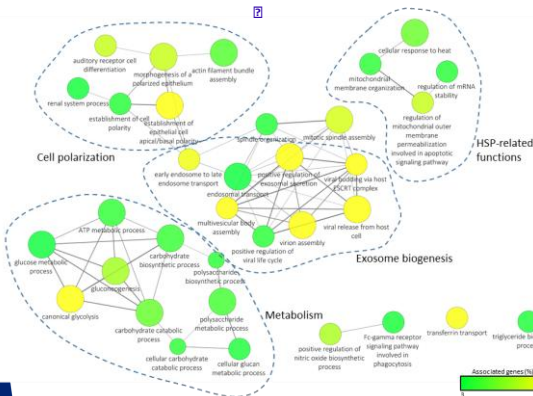 auditory receptor cell
differentiation
morphogenesis of a
polarized epithelium
actin filament bundle
assembly
renal system process
establishment of cell
polarity
establishment of
epithelial cell
apical/basal polarity
Cell polarization
cellular response to heat
mitochondrial
membrane organization
regulation of mRNA
stability
regulation of
mitochondrial outer
membrane
permeabilization
involved in apoptotic
signaling pathway
HSP-related
functions
spindle organization
mitotic spindle assembly
early endosome to late
endosome transport
endosomal transport
positive regulation of
exosomal secretion
viral budding via host
ESCRT complex
multivesicular body
assembly
virion assembly
viral release from host
cell
positive regulation of
viral life cycle
Exosome biogenesis
ATP metabolic process
glucose metabolic
process
carbohydrate
biosynthetic process
gluconeogenesis
polysaccharide
biosynthetic process
canonical glycolysis
carbohydrate catabolic
process
polysaccharide
metabolic process
cellular carbohydrate
catabolic process
cellular glucan
metabolic process
Metabolism
positive regulation of
nitric oxide biosynthetic
process
Fc-gamma receptor
signaling pathway
involved in
phagocytosis
transferrin transport
triglyceride bi
proce
Associated genes (%)